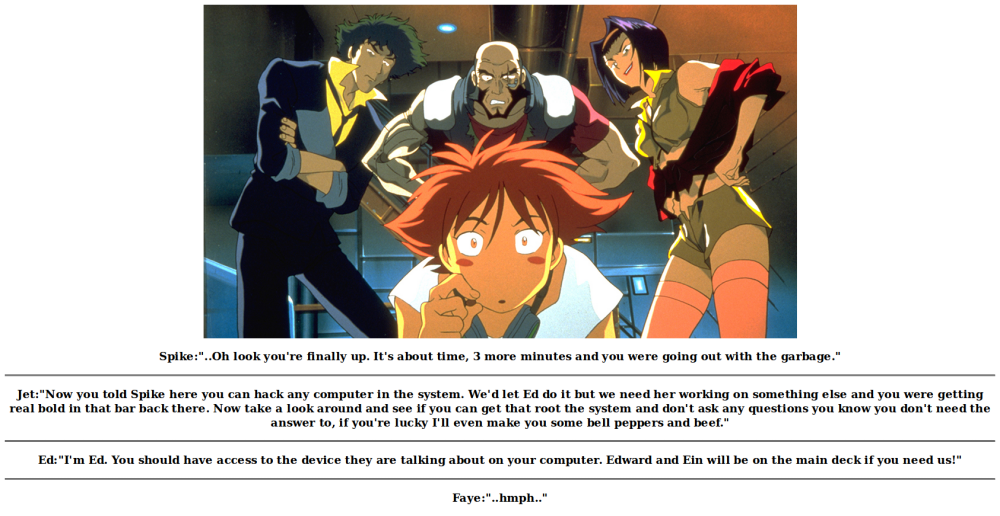 Spike:"..Oh look you're finally up. It's about time, 3 more minutes and you were going out with the garbage."
Jet:"Now you told Spike here you can hack any computer in the system. We'd let Ed do it but we need her working on something else and you were getting
real bold in that bar back there. Now take a look around and see if you can get that root the system and don't ask any questions you know you don't need the
answer to, if you're lucky I'll even make you some bell peppers and beef."
Ed:"I'm Ed. You should have access to the device they are talking about on your computer. Edward and Ein will be on the main deck if you need us!"
Faye:"..hmph.."